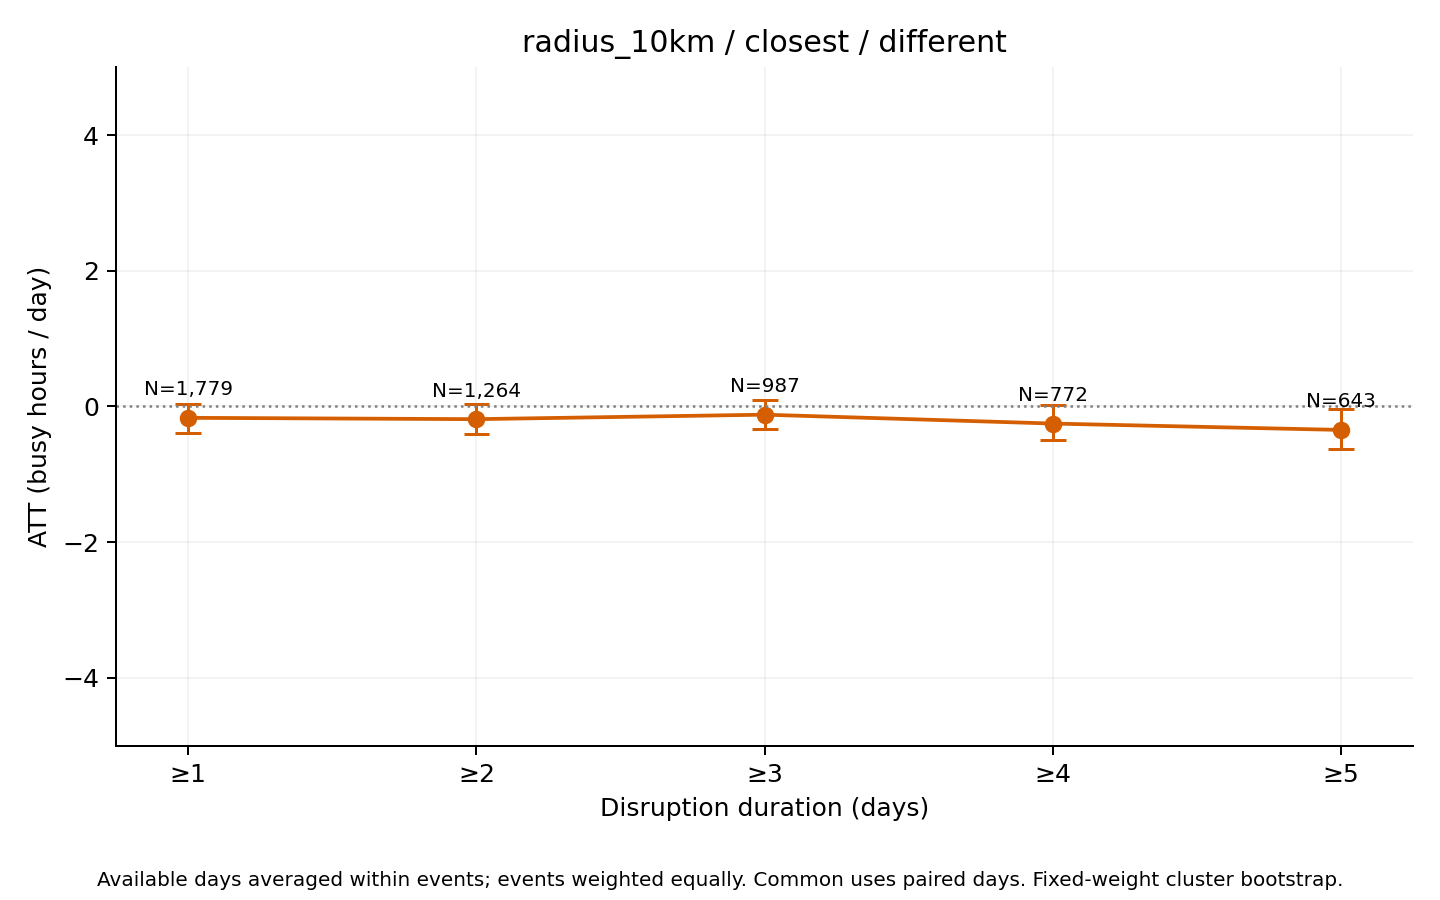 radius_10km / closest / different
ATT (busy hours / day)
4
2
0
−2
−4
N=1,779
N=1,264
N=987
N=772
N=643
≥1
≥2
≥3
≥4
≥5
Disruption duration (days)
Available days averaged within events; events weighted equally. Common uses paired days. Fixed-weight cluster bootstrap.